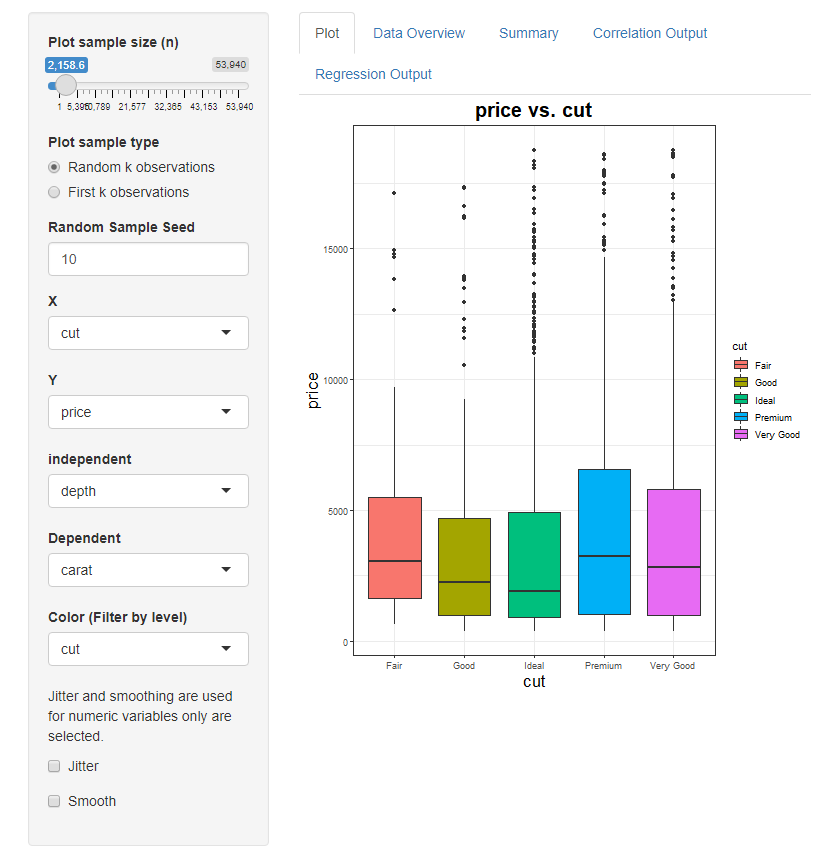 Plot sample size (n)
2,158.6 53,940
1 5,395 10,789 21,577 32,365 43,153 53,940
Plot sample type
Random k observations
First k observations
Random Sample Seed
10
X
cut
Y
price
independent
depth
Dependent
carat
Color (Filter by level)
cut
Jitter and smoothing are used
for numeric variables only are
selected.
Jitter
Smooth
Plot Data Overview Summary Correlation Output
Regression Output
price vs. cut
price
15000
10000
5000
0
Fair Good Ideal Premium Very Good
cut
cut
Fair
Good
Ideal
Premium
Very Good